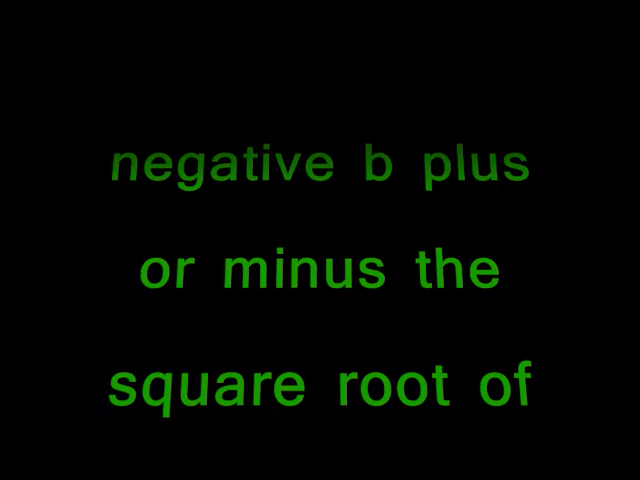 negative b plus
or minus the
square root of